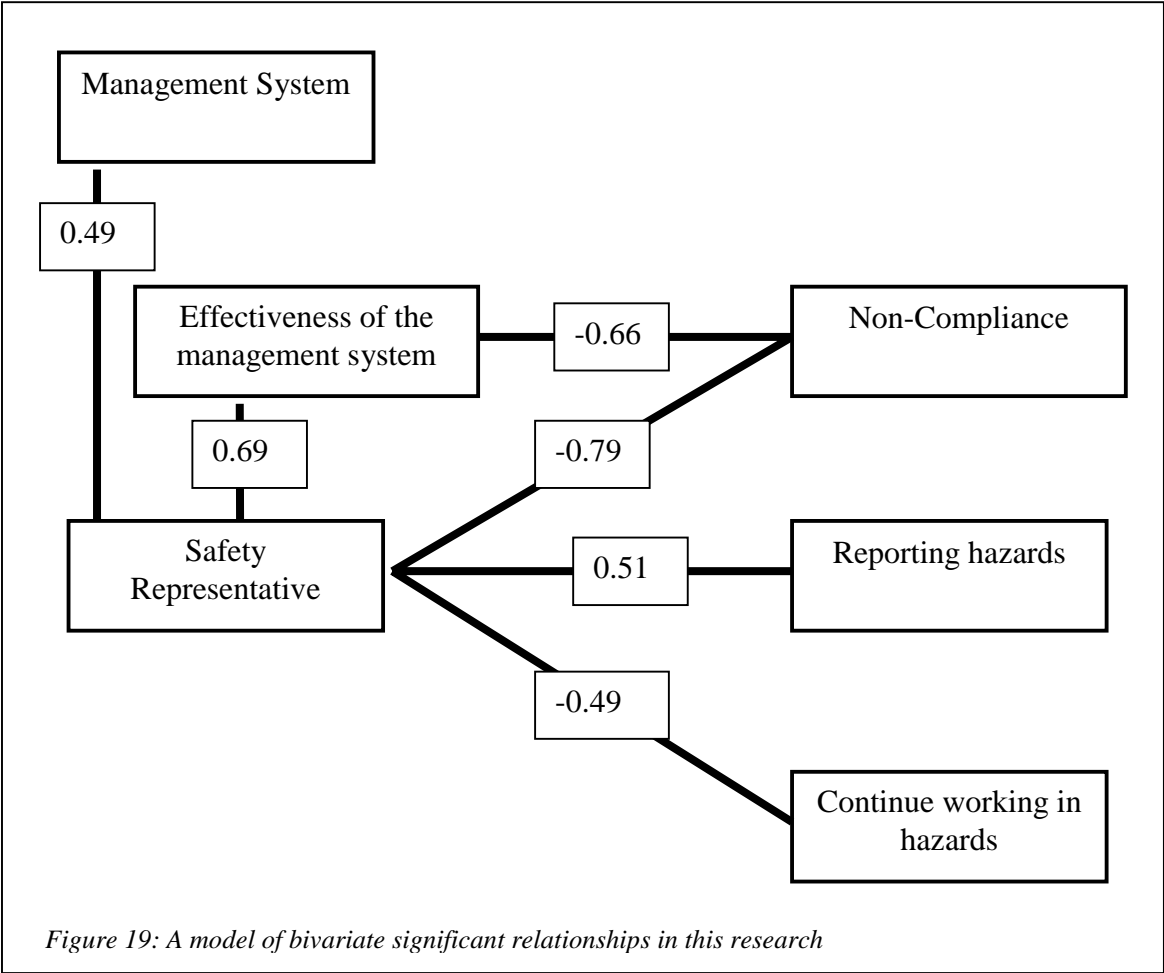 Management System
0.49
Effectiveness of the
management system
-0.66
Non-Compliance
0.69
-0.79
Safety
Representative
0.51
Reporting hazards
-0.49
Continue working in
hazards
Figure 19: A model of bivariate significant relationships in this research